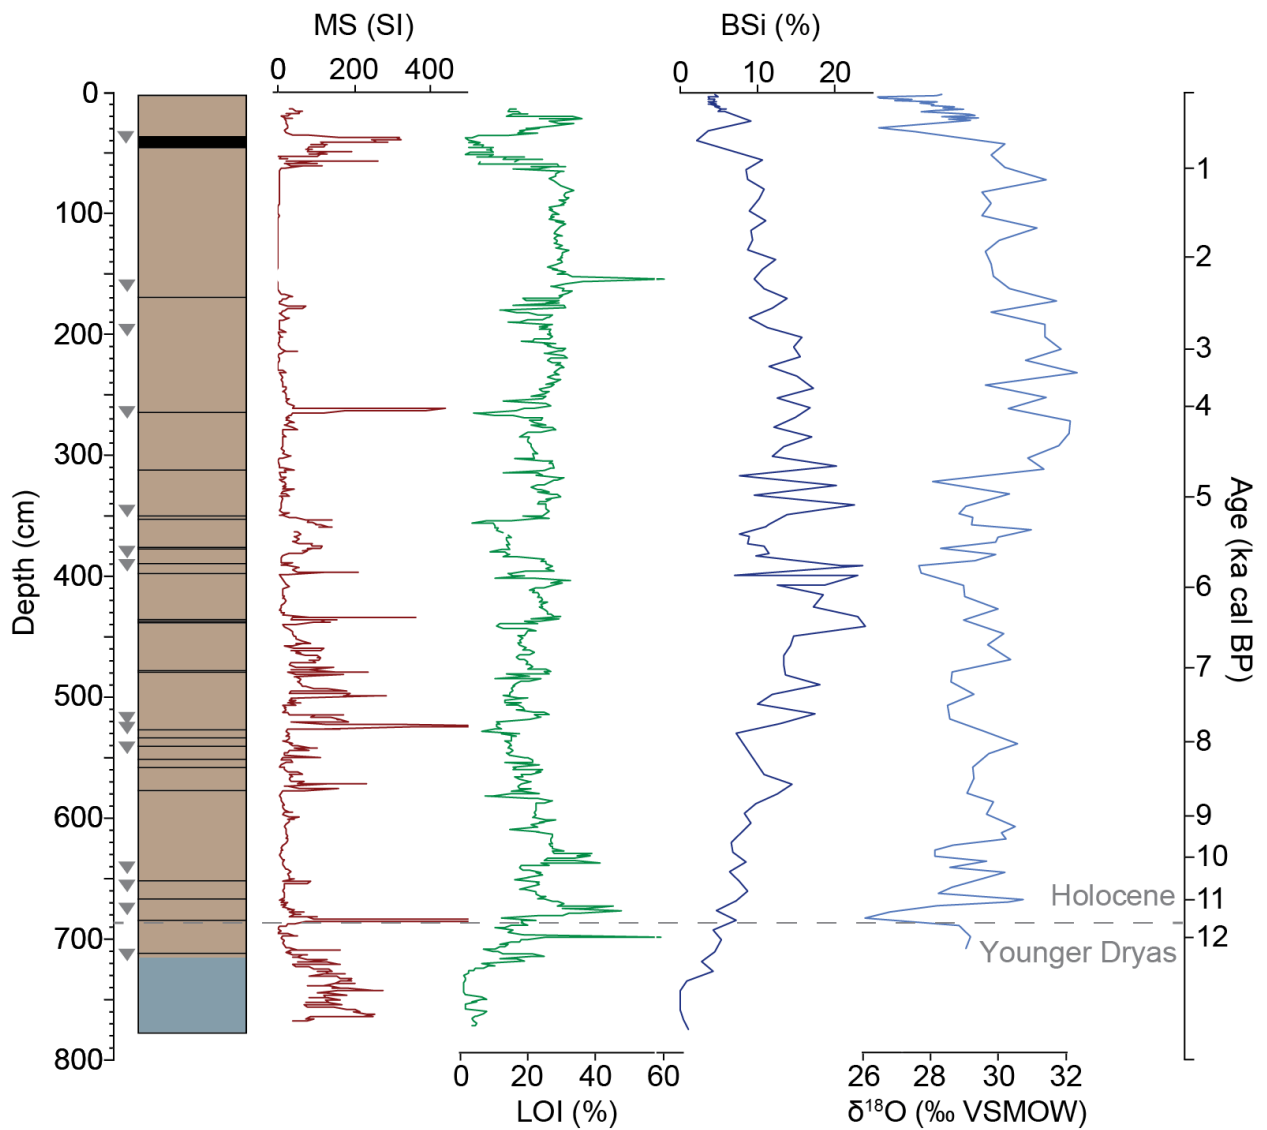 MS (SI)
BSi (%)
0 200 400
0 10 20
0
100
200
300
400
500
600
700
800
Depth (cm)
1
2
3
4
5
6
7
8
9
10
11
12
Age (ka cal BP)
Holocene
Younger Dryas
0 20 40 60
26 28 30 32
LOI (%)
δ¹⁸O (‰ VSMOW)